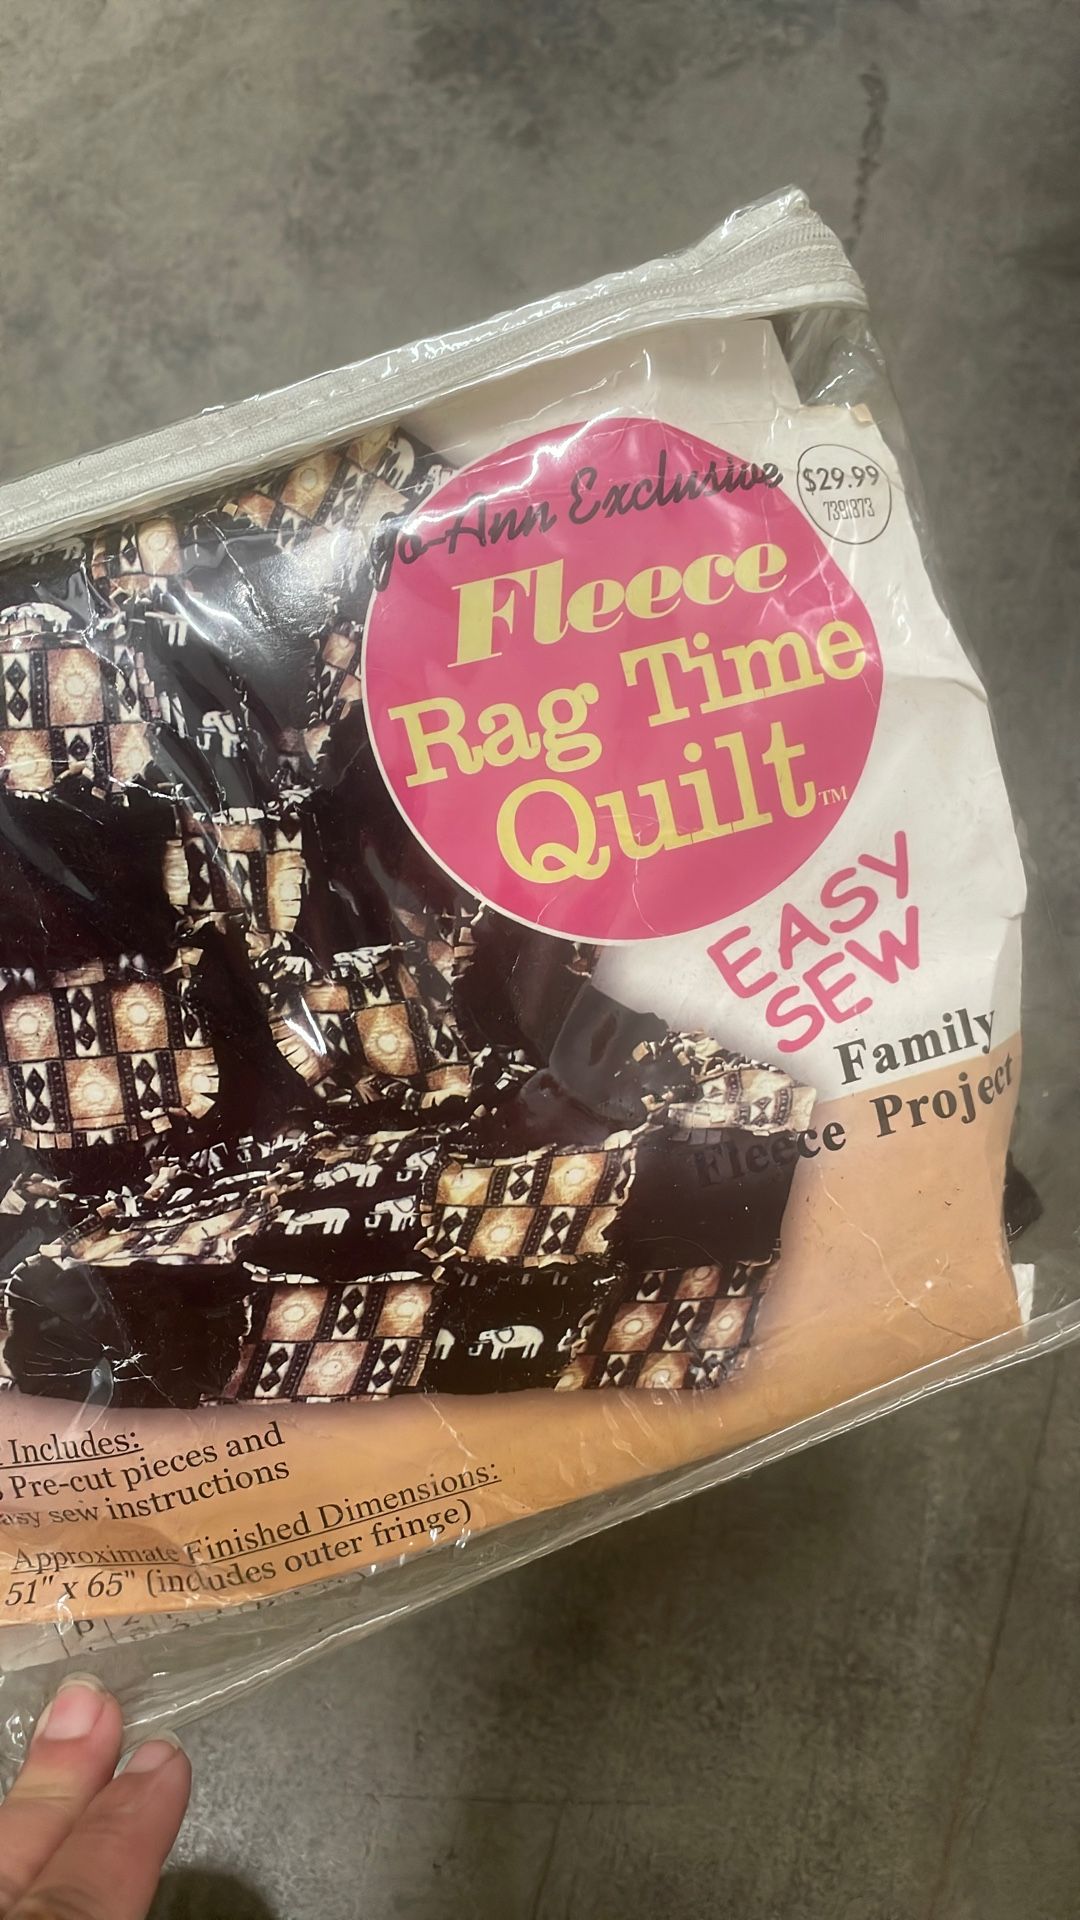 Jo-Ann Exclusive
Fleece
Rag Time
Quilt™
$29.99
7391873
EASY
SEW
Family
Fleece Project
Includes:
Pre-cut pieces and
easy sew instructions
Approximate Finished Dimensions:
51" x 65" (includes outer fringe)